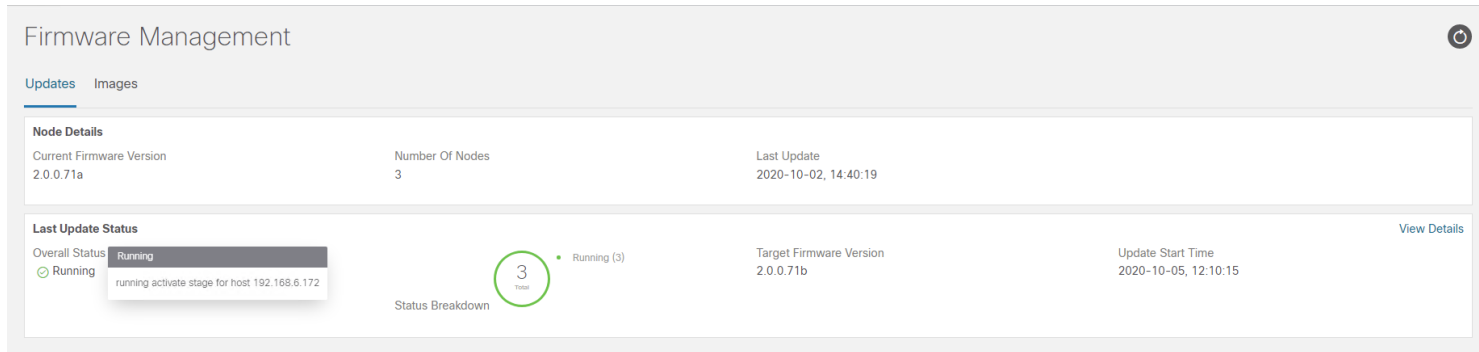 Firmware Management
Updates Images
Node Details
Current Firmware Version Number Of Nodes Last Update
2.0.0.71a 3 2020-10-02, 14:40:19
Last Update Status View Details
Overall Status Running Running (3) Target Firmware Version Update Start Time
Running running activate stage for host 192.168.6.172 3 2.0.0.71b 2020-10-05, 12:10:15
Total
Status Breakdown